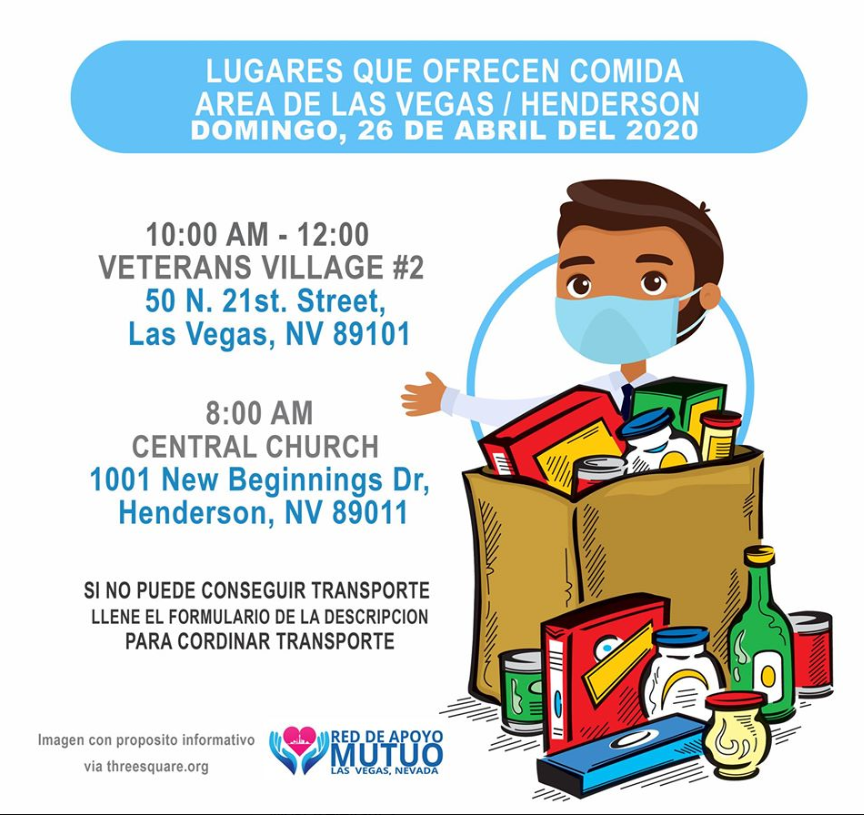 LUGARES QUE OFRECEN COMIDA
AREA DE LAS VEGAS / HENDERSON
DOMINGO, 26 DE ABRIL DEL 2020
10:00 AM - 12:00
VETERANS VILLAGE #2
50 N. 21st. Street,
Las Vegas, NV 89101
8:00 AM
CENTRAL CHURCH
1001 New Beginnings Dr,
Henderson, NV 89011
SI NO PUEDE CONSEGUIR TRANSPORTE
LLENE EL FORMULARIO DE LA DESCRIPCION
PARA CORDINAR TRANSPORTE
Imagen con proposito informativo
via threesquare.org
RED DE APOYO
MUTUO
LAS VEGAS, NEVADA